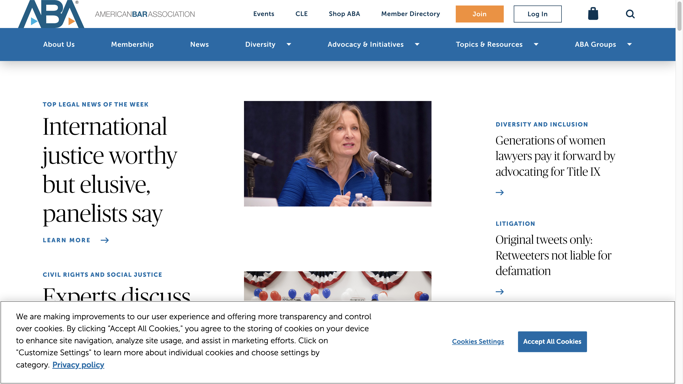 ABA AMERICANBARASSOCIATION
Events CLE Shop ABA Member Directory Join Log In
About Us Membership News Diversity Advocacy & Initiatives Topics & Resources ABA Groups
TOP LEGAL NEWS OF THE WEEK
International
justice worthy
but elusive,
panelists say
LEARN MORE
DIVERSITY AND INCLUSION
Generations of women
lawyers pay it forward by
advocating for Title IX
LITIGATION
Original tweets only:
Retweeters not liable for
defamation
CIVIL RIGHTS AND SOCIAL JUSTICE
Experts discuss
We are making improvements to our user experience and offering more transparency and control
over cookies. By clicking "Accept All Cookies," you agree to the storing of cookies on your device
to enhance site navigation, analyze site usage, and assist in marketing efforts. Click on
"Customize Settings" to learn more about individual cookies and choose settings by
category. Privacy policy
Cookies Settings
Accept All Cookies